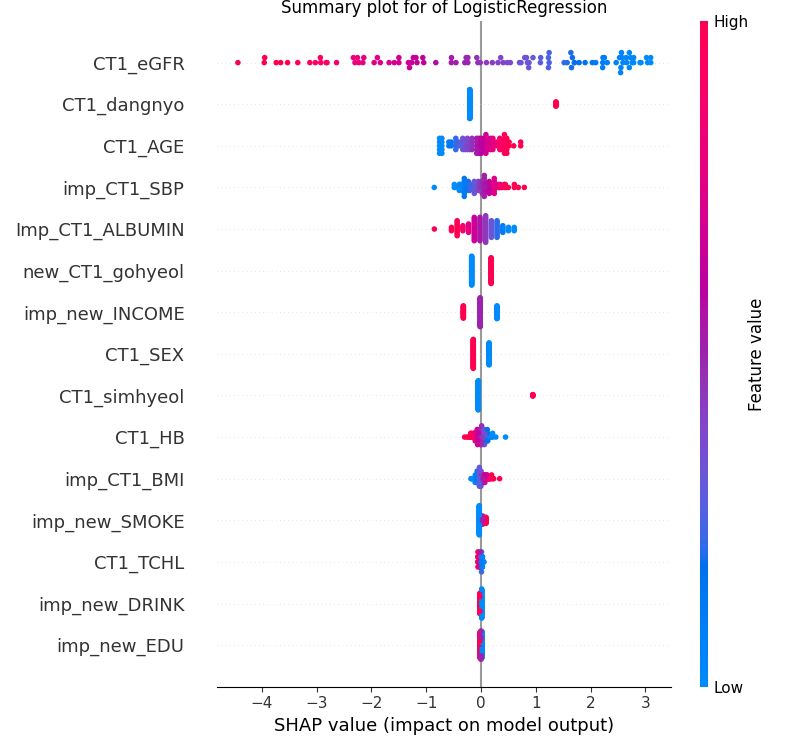 Summary plot for of LogisticRegression
High
CT1_eGFR
CT1_dangnyo
CT1_AGE
imp_CT1_SBP
Imp_CT1_ALBUMIN
new_CT1_gohyeol
imp_new_INCOME
CT1_SEX
CT1_simhyeol
CT1_HB
imp_CT1_BMI
imp_new_SMOKE
CT1_TCHL
imp_new_DRINK
imp_new_EDU
Feature value
Low
−4 −3 −2 −1 0 1 2 3
SHAP value (impact on model output)